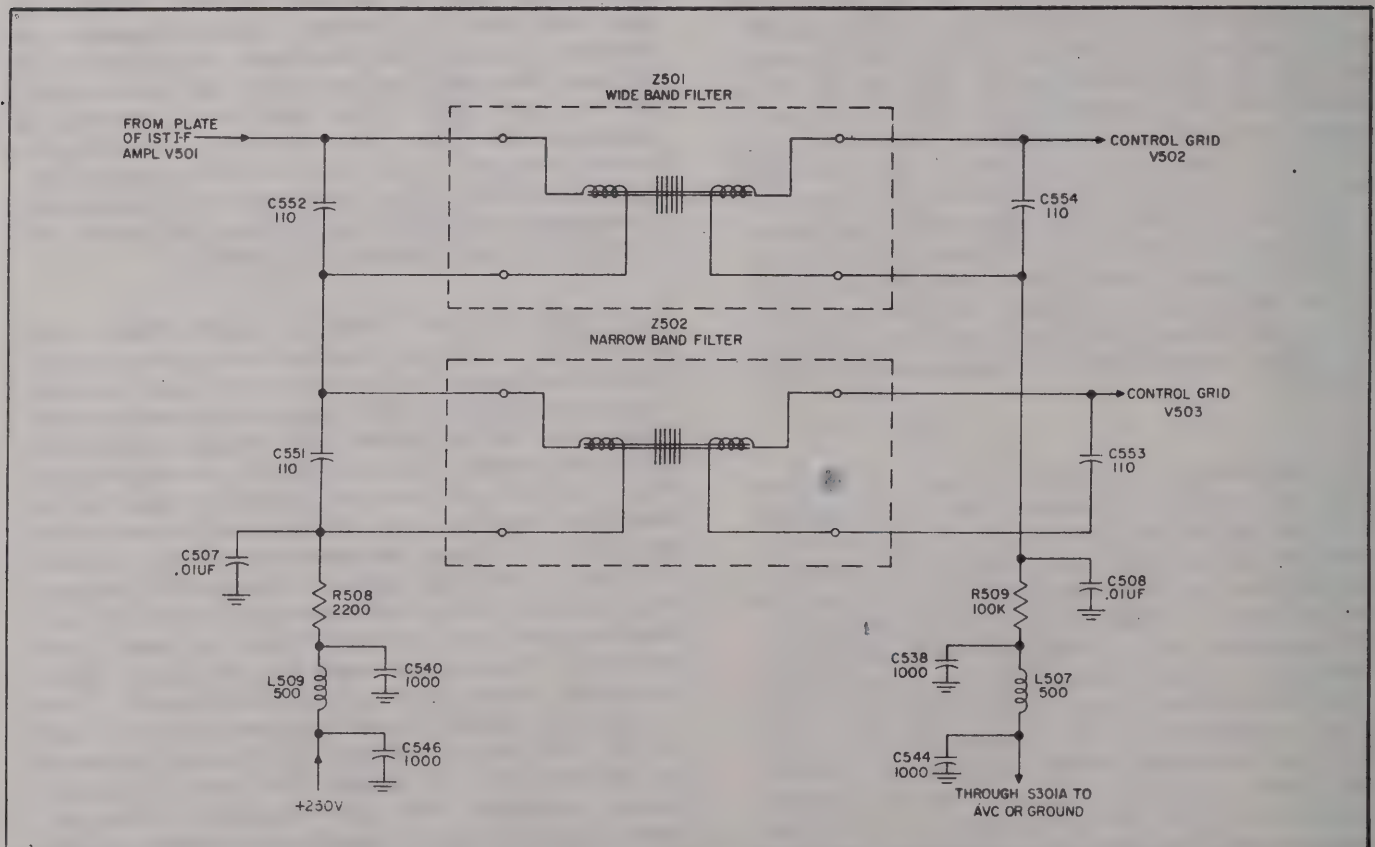 Z501
WIDE BAND FILTER
FROM PLATE
OF 1ST I-F
AMPL V501
CONTROL GRID
V502
C552
110
C554
110
Z502
NARROW BAND FILTER
CONTROL GRID
V503
C551
110
C553
110
C507
.01UF
R508
2200
C508
.01UF
R509
100K
C540
1000
C538
1000
L509
500
L507
500
C546
1000
C544
1000
+250V
THROUGH S301A TO
AVC OR GROUND